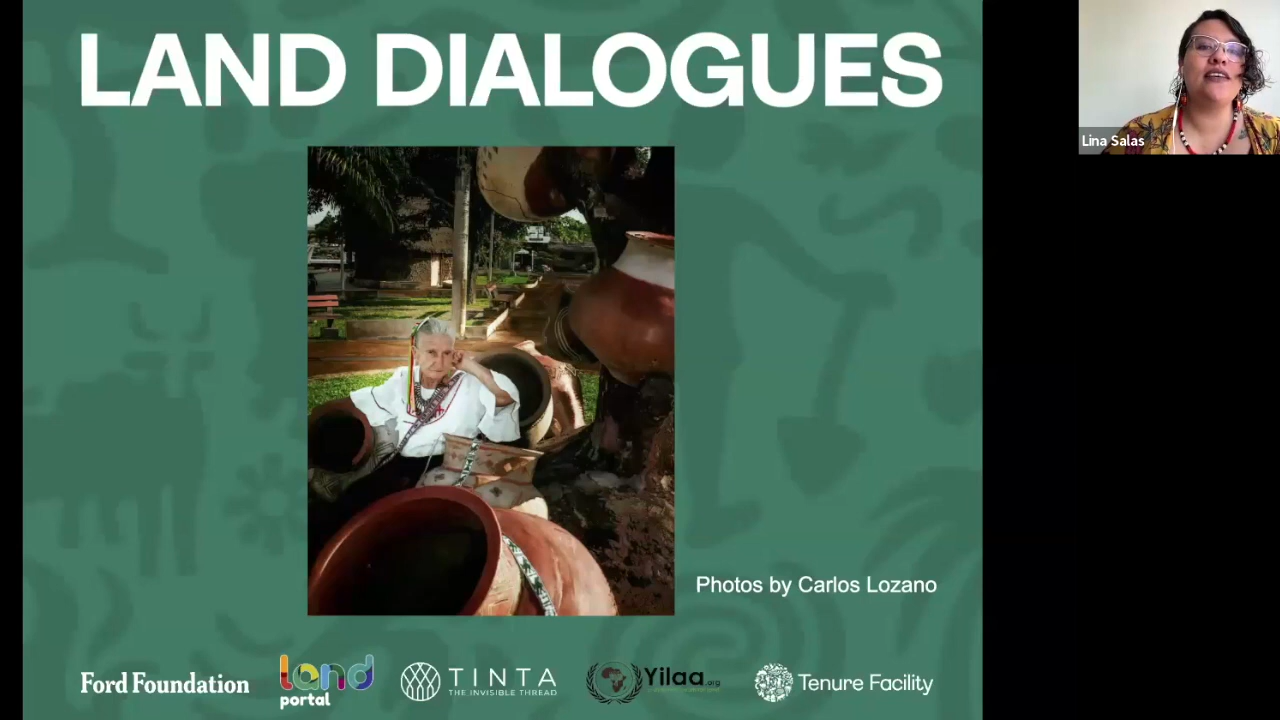 LAND DIALOGUES
Lina Salas
Photos by Carlos Lozano
Ford Foundation
land
portal
TINTA
THE INVISIBLE THREAD
Yilaa.org
Tenure Facility